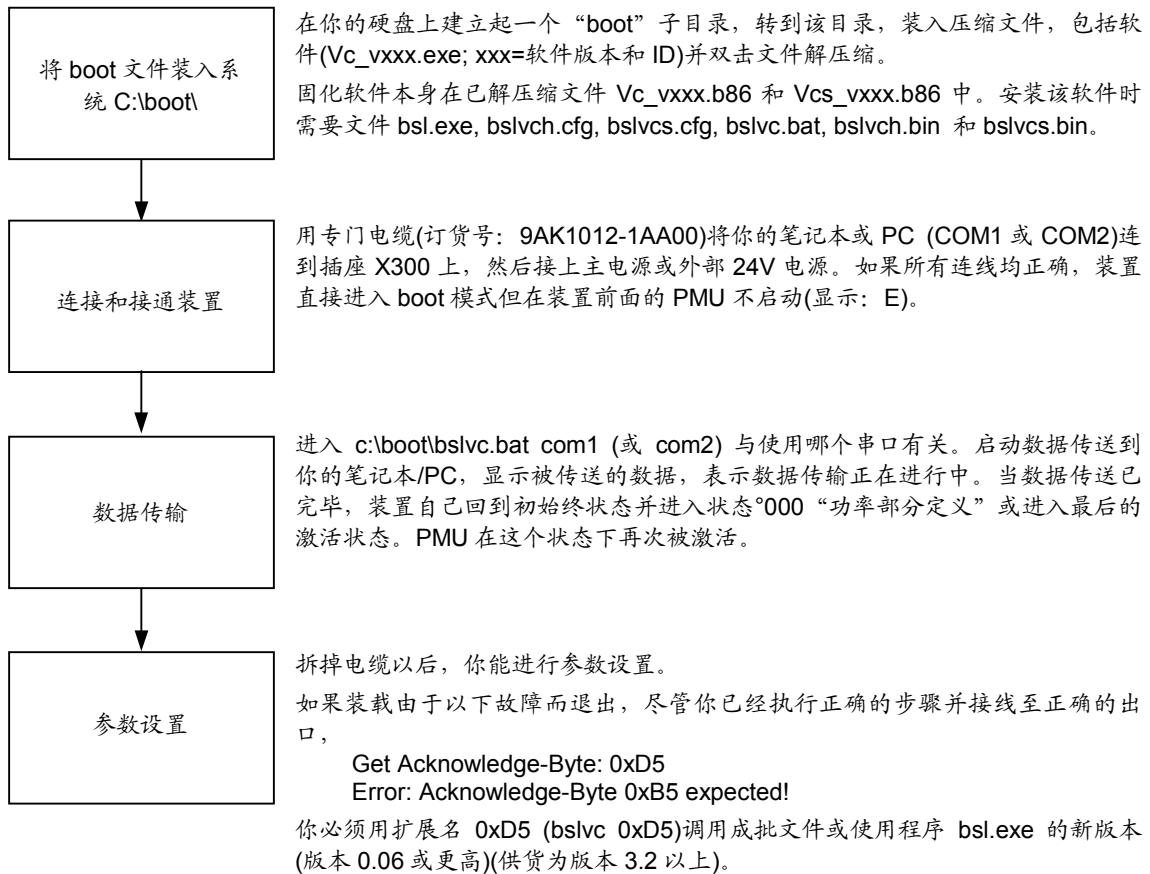 将 boot 文件装入系
统 C:\boot\
在你的硬盘上建立起一个“boot”子目录，转到该目录，装入压缩文件，包括软
件(Vc_vxxx.exe; xxx=软件版本和 ID)并双击文件解压缩。
固化软件本身在已解压缩文件 Vc_vxxx.b86 和 Vcs_vxxx.b86 中。安装该软件时
需要文件 bsl.exe, bslvch.cfg, bslvcs.cfg, bslvc.bat, bslvch.bin 和 bslvcs.bin。
连接和接通装置
用专门电缆(订货号：9AK1012-1AA00)将你的笔记本或 PC (COM1 或 COM2)连
到插座 X300 上，然后接上主电源或外部 24V 电源。如果所有连线均正确，装置
直接进入 boot 模式但在装置前面的 PMU 不启动(显示：E)。
数据传输
进入 c:\boot\bslvc.bat com1 (或 com2) 与使用哪个串口有关。启动数据传送到
你的笔记本/PC，显示被传送的数据，表示数据传输正在进行中。当数据传送已
完毕，装置自己回到初始终状态并进入状态°000“功率部分定义”或进入最后的
激活状态。PMU 在这个状态下再次被激活。
参数设置
拆掉电缆以后，你能进行参数设置。
如果装载由于以下故障而退出，尽管你已经执行正确的步骤并接线至正确的出
口，
Get Acknowledge-Byte: 0xD5
Error: Acknowledge-Byte 0xB5 expected!
你必须用扩展名 0xD5 (bslvc 0xD5)调用成批文件或使用程序 bsl.exe 的新版本
(版本 0.06 或更高)(供货为版本 3.2 以上)。